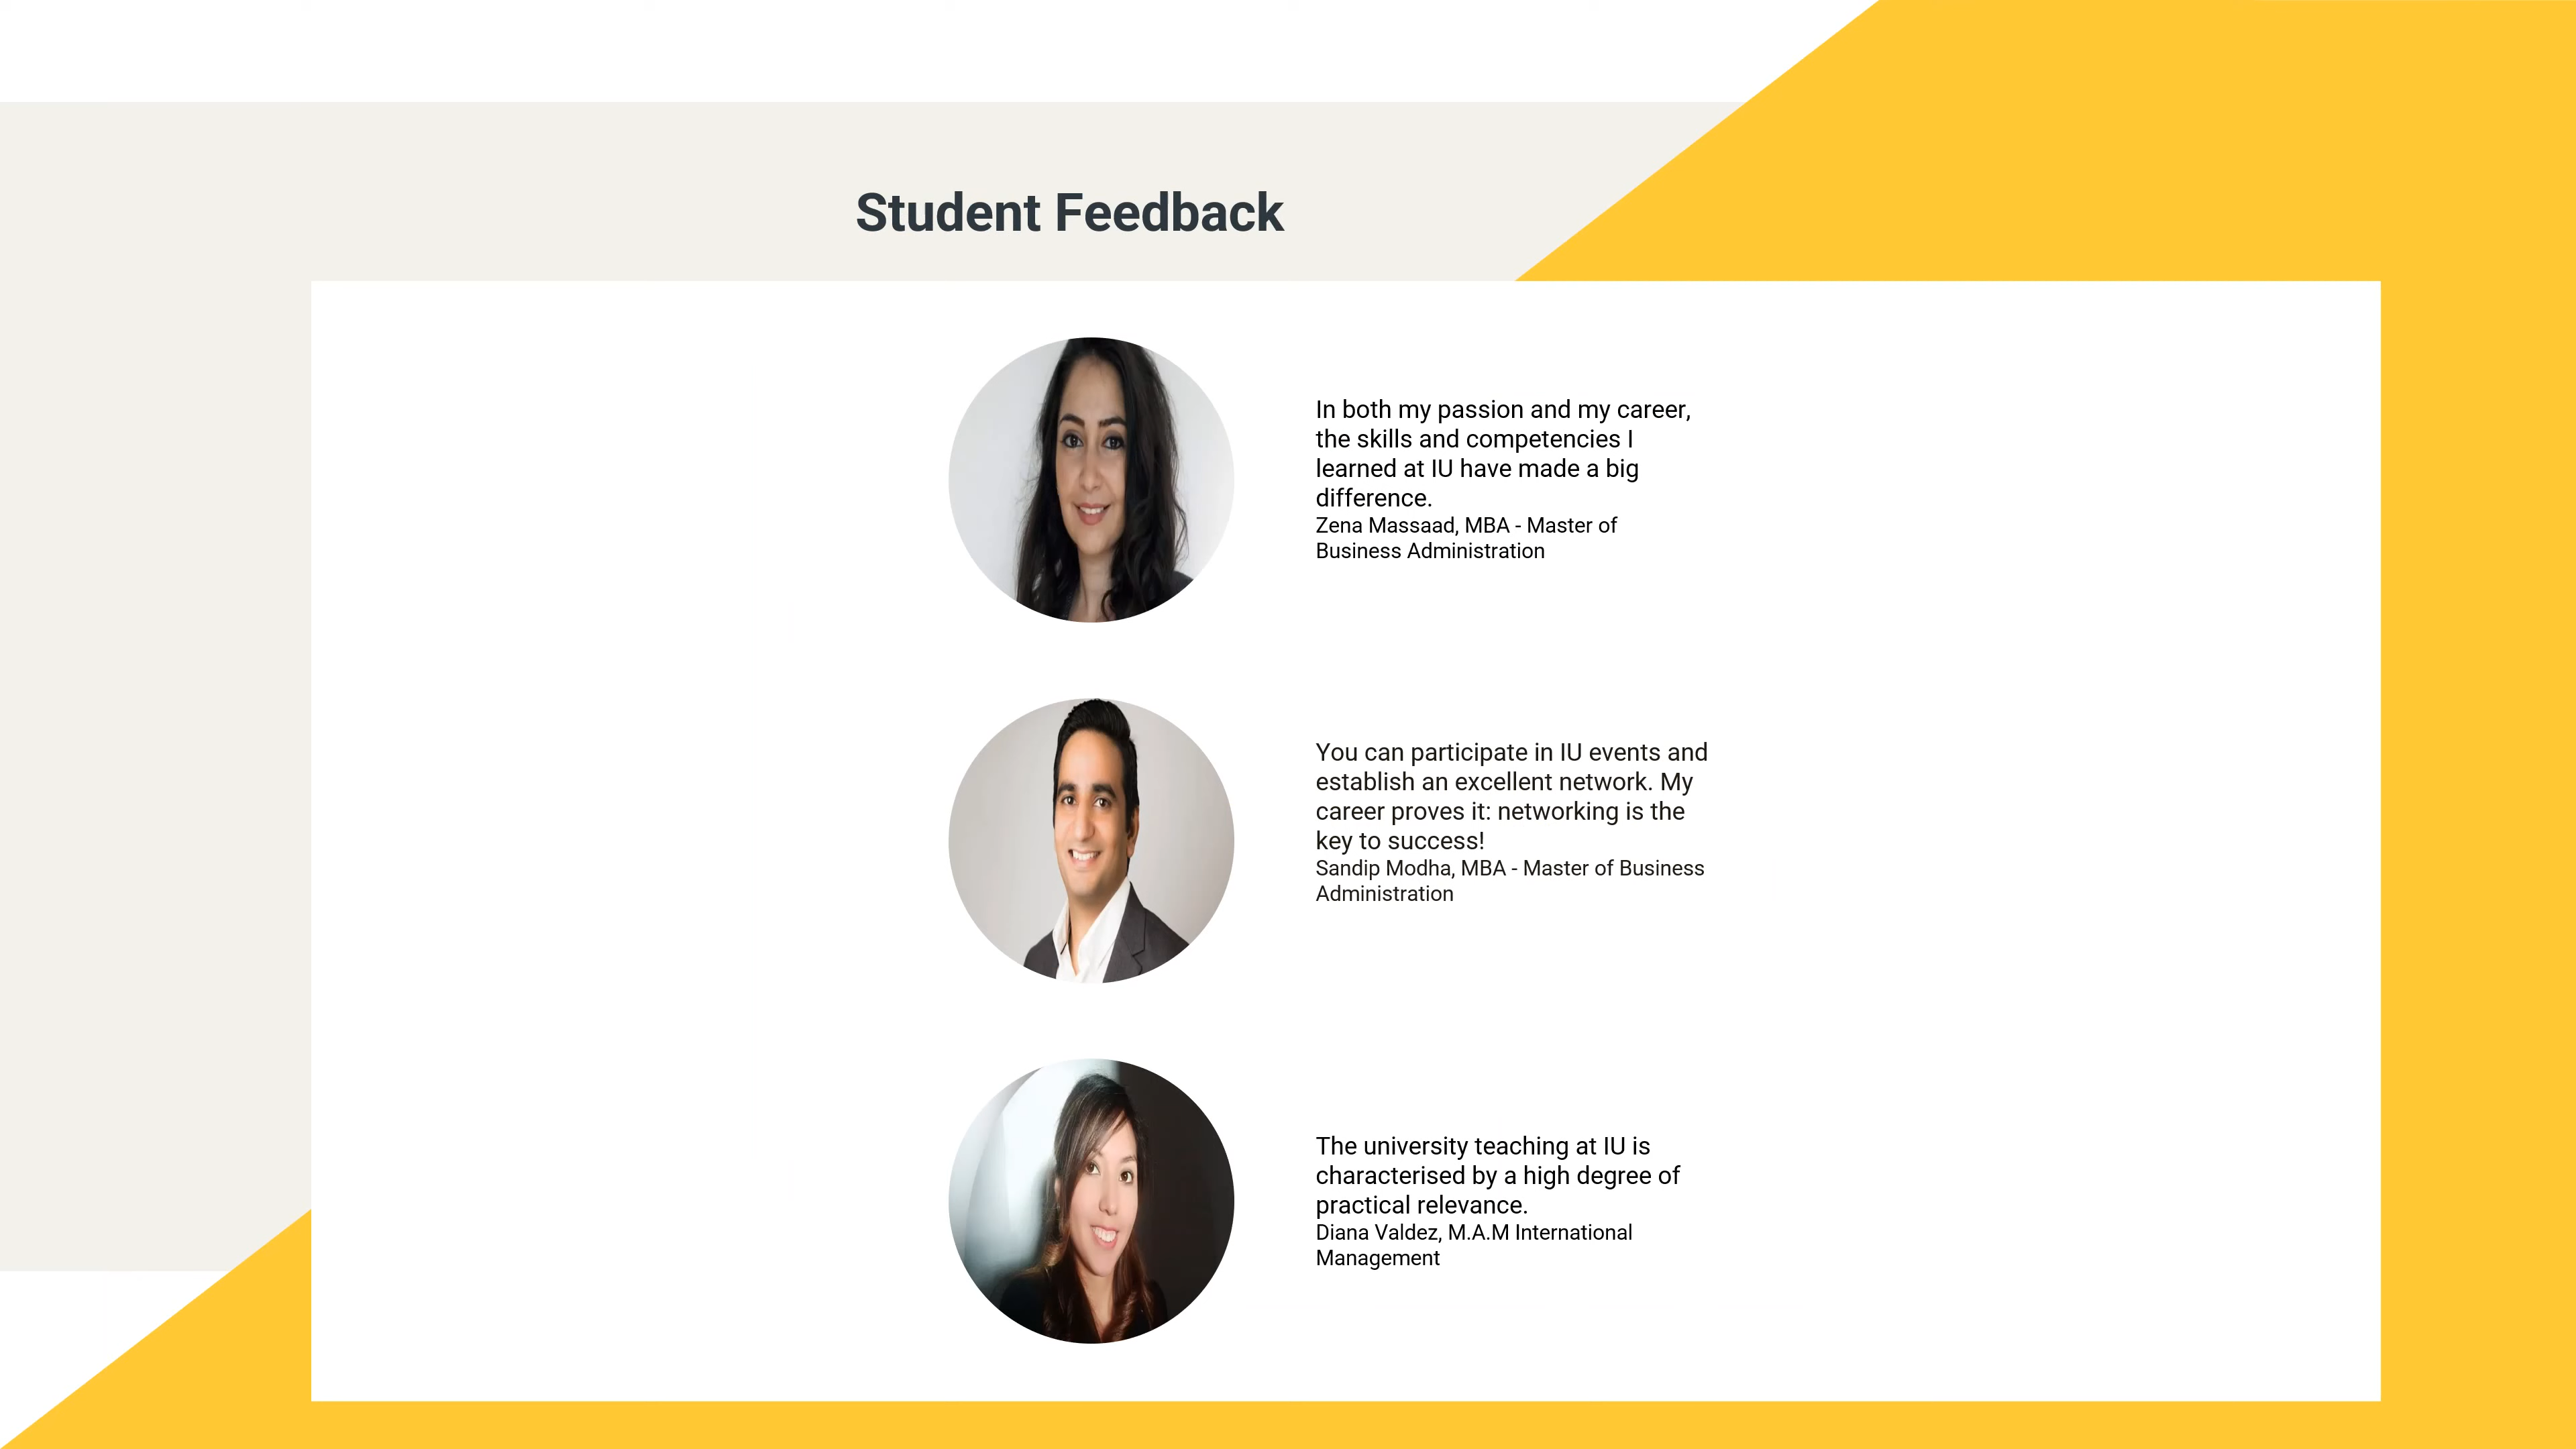 Student Feedback
In both my passion and my career,
the skills and competencies I
learned at IU have made a big
difference.
Zena Massaad, MBA - Master of
Business Administration
You can participate in IU events and
establish an excellent network. My
career proves it: networking is the
key to success!
Sandip Modha, MBA - Master of Business
Administration
The university teaching at IU is
characterised by a high degree of
practical relevance.
Diana Valdez, M.A.M International
Management